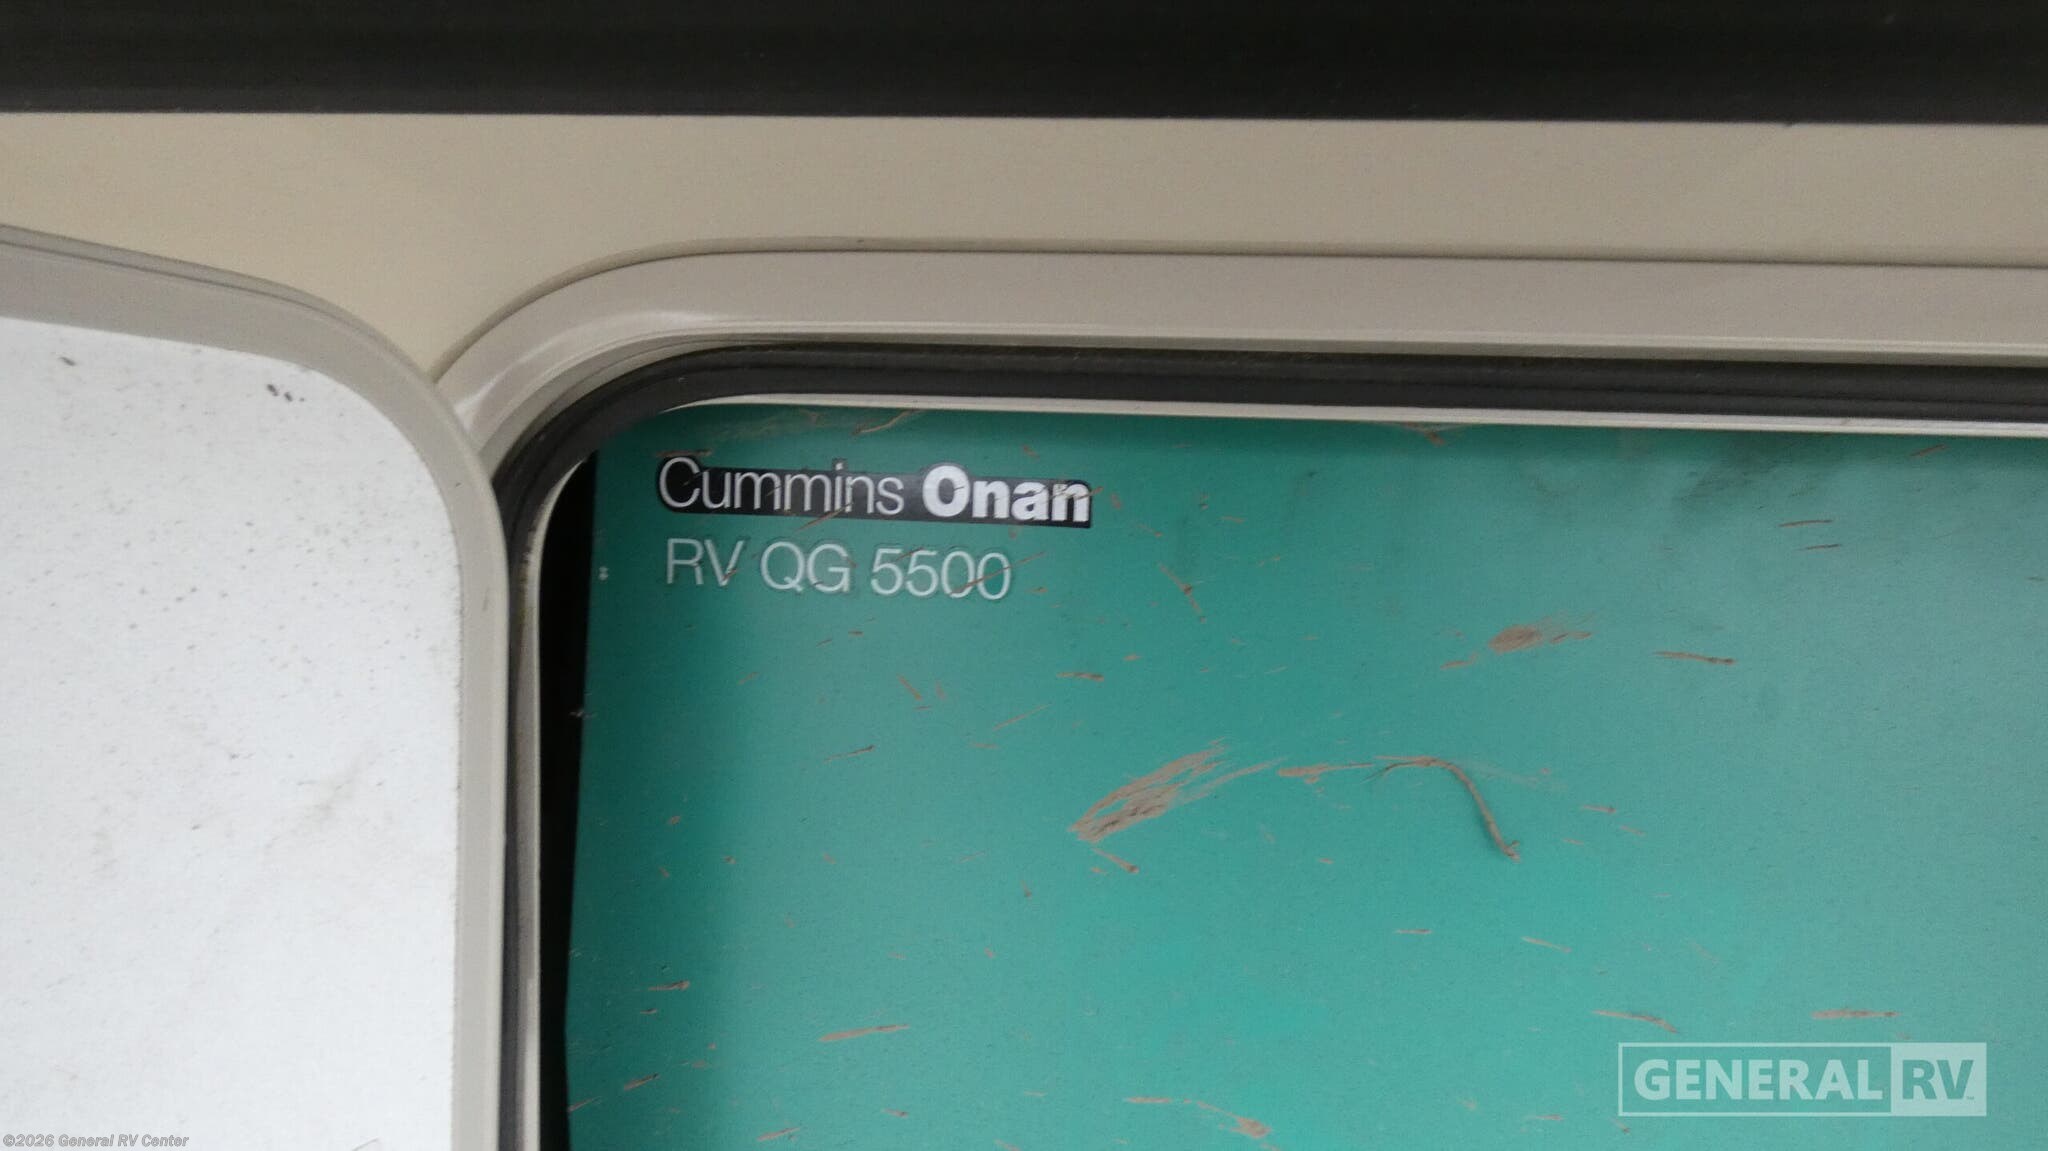 Cummins Onan
RV QG 5500
GENERAL RV
©2026 General RV Center